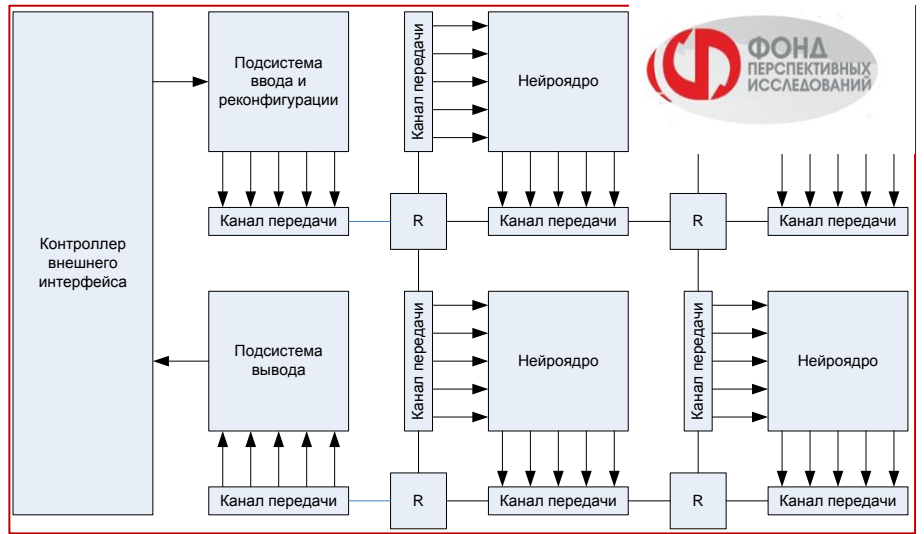 Подсистема
ввода и
реконфигурации
Канал передачи
Нейроядро
ФОНД
ПЕРСПЕКТИВНЫХ
ИССЛЕДОВАНИЙ
Канал передачи
R
Канал передачи
R
Канал передачи
Контроллер
внешнего
интерфейса
Подсистема
вывода
Канал передачи
Нейроядро
Канал передачи
Нейроядро
Канал передачи
R
Канал передачи
R
Канал передачи